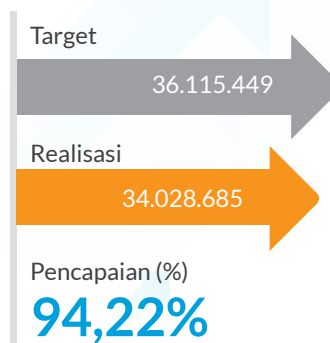 Target
36.115.449
Realisasi
34.028.685
Pencapaian (%)
94,22%